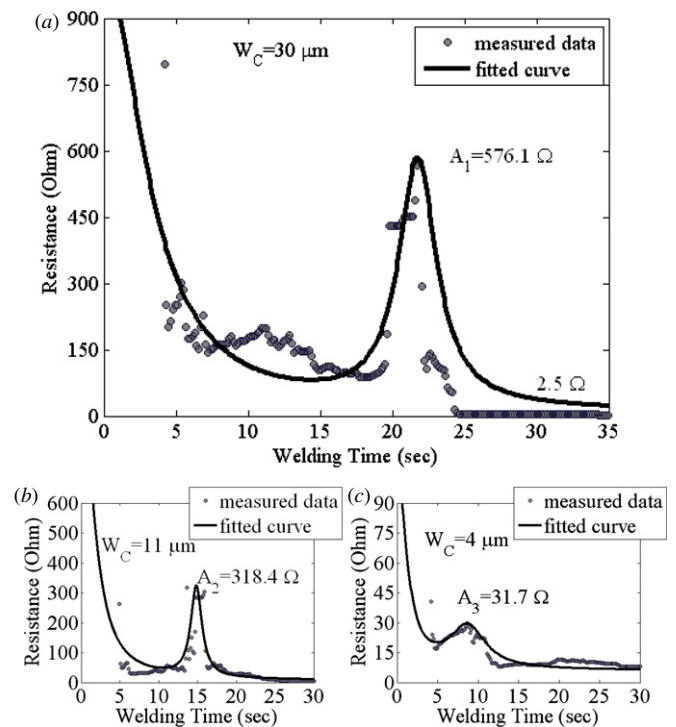 (a)
W_C=30 μm
measured data
fitted curve
A_1=576.1 Ω
2.5 Ω
900
750
600
450
300
150
0
Resistance (Ohm)
0 5 10 15 20 25 30 35
Welding Time (sec)
(b)
measured data
fitted curve
W_C=11 μm
A_2=318.4 Ω
600
500
400
300
200
100
0
Resistance (Ohm)
0 5 10 15 20 25 30
Welding Time (sec)
(c)
measured data
fitted curve
W_C=4 μm
A_3=31.7 Ω
90
75
60
45
30
15
0
Resistance (Ohm)
0 5 10 15 20 25 30
Welding Time (sec)